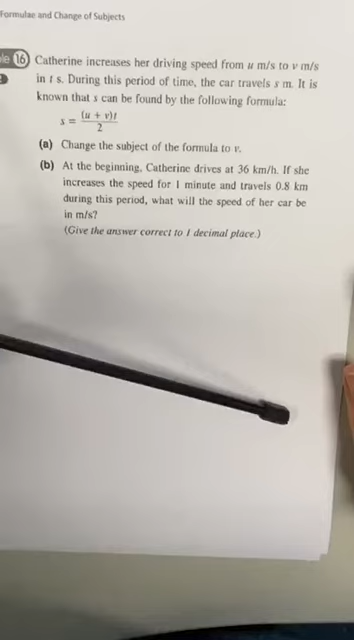 Formulae and Change of Subjects
16 Catherine increases her driving speed from u m/s to v m/s
in t s. During this period of time, the car travels s m. It is
known that s can be found by the following formula:
s = (u + v)t / 2
(a) Change the subject of the formula to v.
(b) At the beginning, Catherine drives at 36 km/h. If she
increases the speed for 1 minute and travels 0.8 km
during this period, what will the speed of her car be
in m/s?
(Give the answer correct to 1 decimal place.)